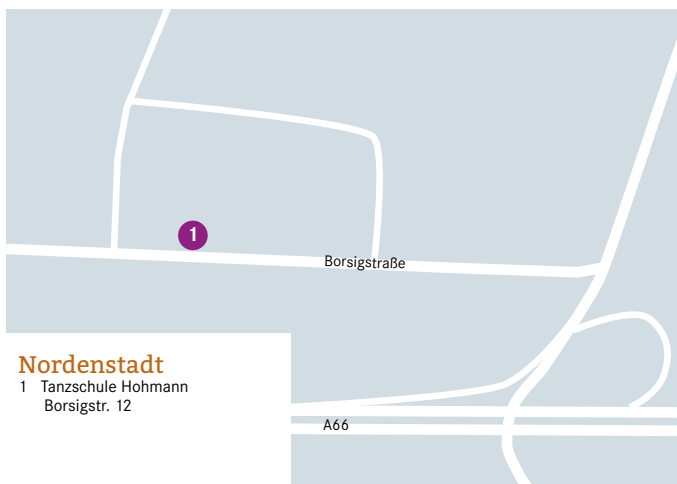 1
Borsigstraße
Nordenstadt
1 Tanzschule Hohmann
Borsigstr. 12
A66